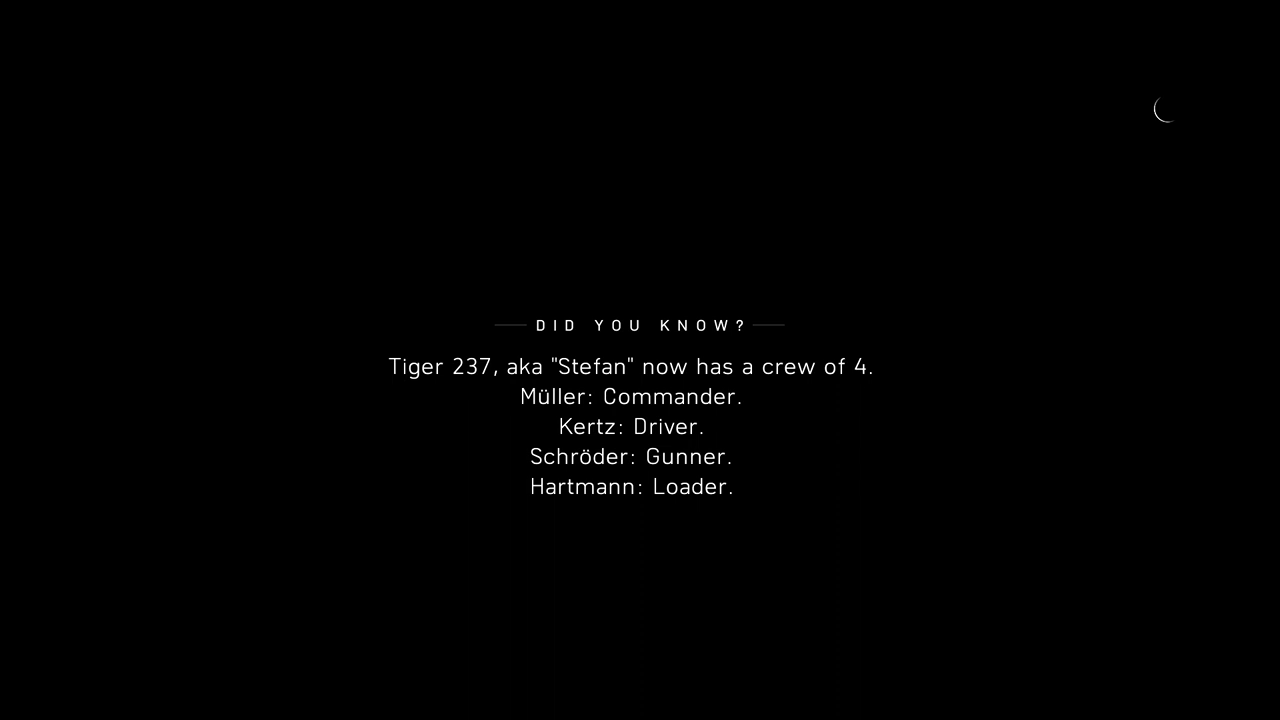 DID YOU KNOW?
Tiger 237, aka "Stefan" now has a crew of 4.
Müller: Commander.
Kertz: Driver.
Schröder: Gunner.
Hartmann: Loader.